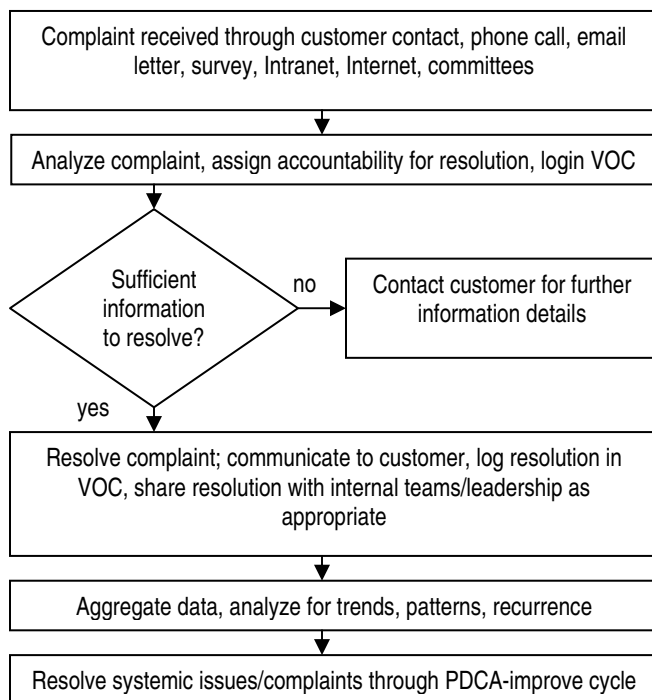 Complaint received through customer contact, phone call, email
letter, survey, Intranet, Internet, committees
Analyze complaint, assign accountability for resolution, login VOC
Sufficient
information
to resolve?
no
Contact customer for further
information details
yes
Resolve complaint; communicate to customer, log resolution in
VOC, share resolution with internal teams/leadership as
appropriate
Aggregate data, analyze for trends, patterns, recurrence
Resolve systemic issues/complaints through PDCA-improve cycle